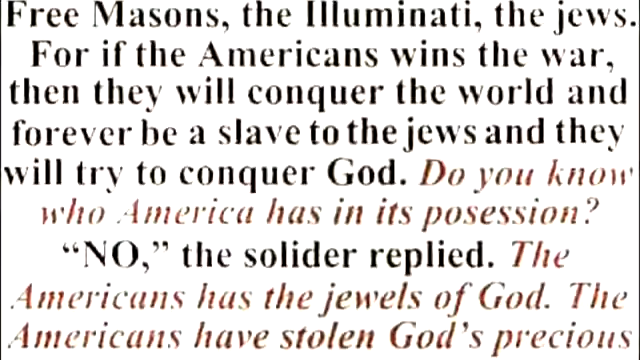 Free Masons, the Illuminati, the jews.
For if the Americans wins the war,
then they will conquer the world and
forever be a slave to the jews and they
will try to conquer God. Do you know
who America has in its posession?
“NO,” the solider replied. The
Americans has the jewels of God. The
Americans have stolen God’s precious